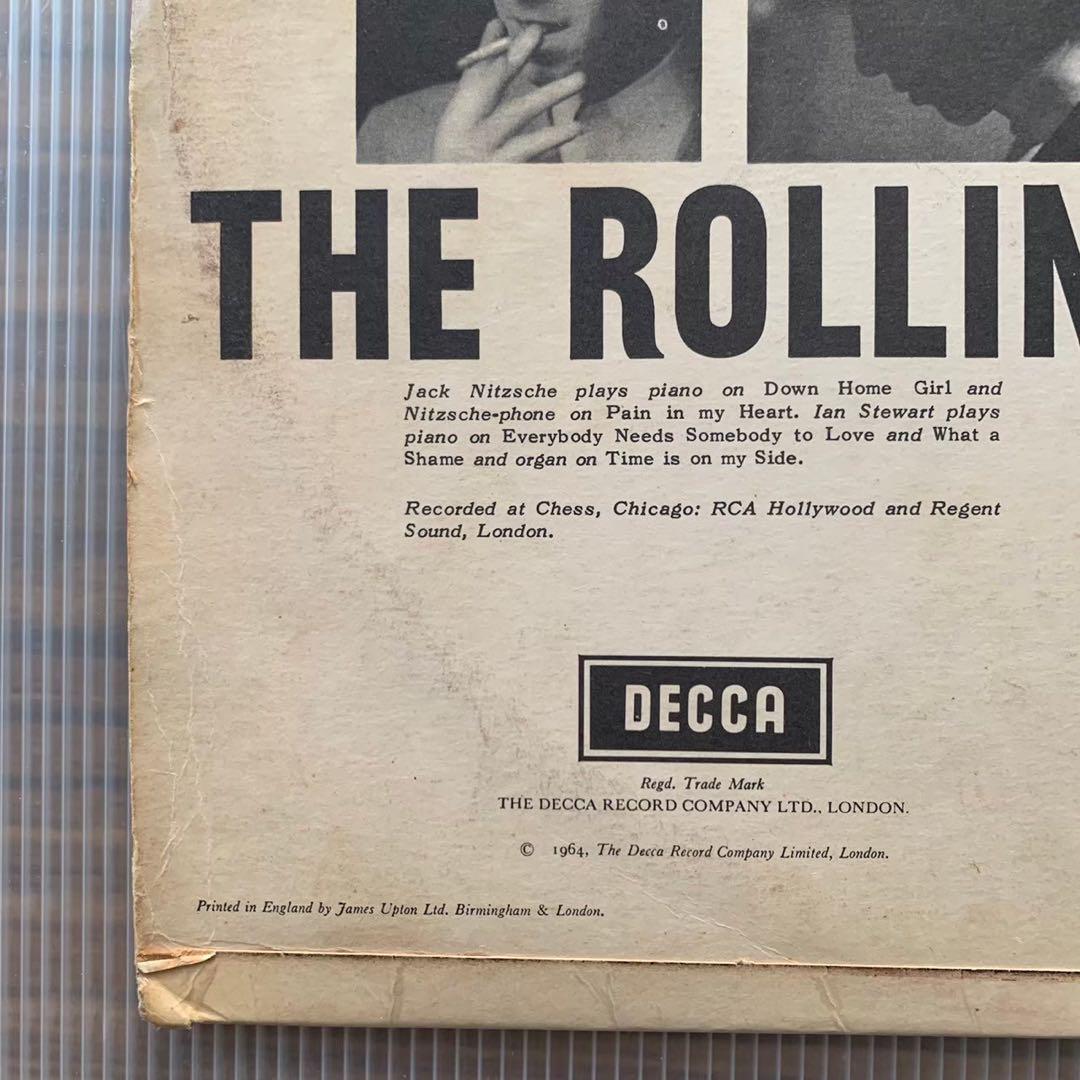 THE ROLLIN
Jack Nitzsche plays piano on Down Home Girl and
Nitzsche-phone on Pain in my Heart. Ian Stewart plays
piano on Everybody Needs Somebody to Love and What a
Shame and organ on Time is on my Side.
Recorded at Chess, Chicago: RCA Hollywood and Regent
Sound, London.
DECCA
Regd. Trade Mark
THE DECCA RECORD COMPANY LTD., LONDON.
© 1964, The Decca Record Company Limited, London.
Printed in England by James Upton Ltd. Birmingham & London.